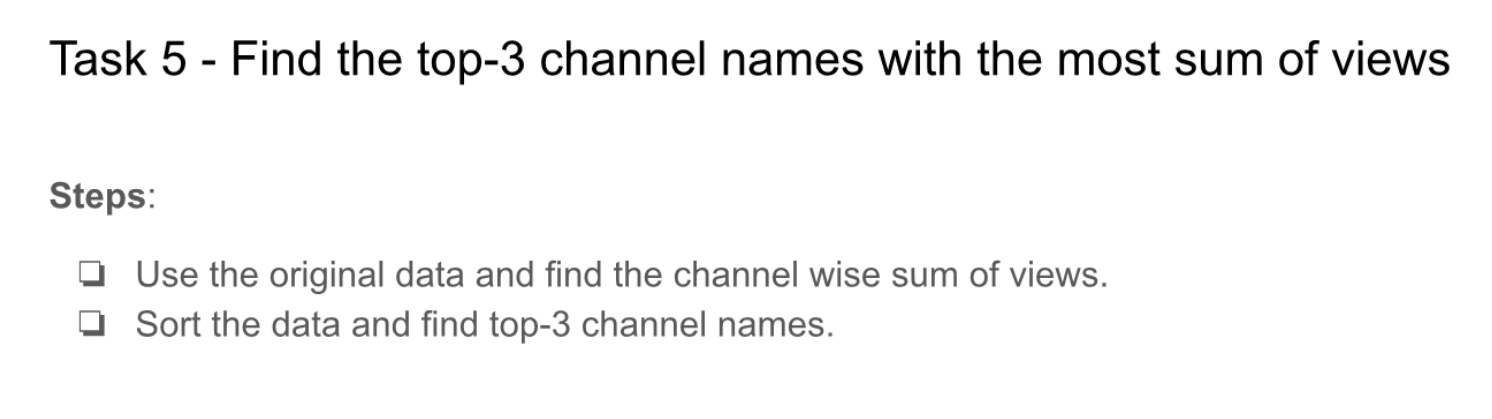 Task 5 - Find the top-3 channel names with the most sum of views
Steps:
❏ Use the original data and find the channel wise sum of views.
❏ Sort the data and find top-3 channel names.